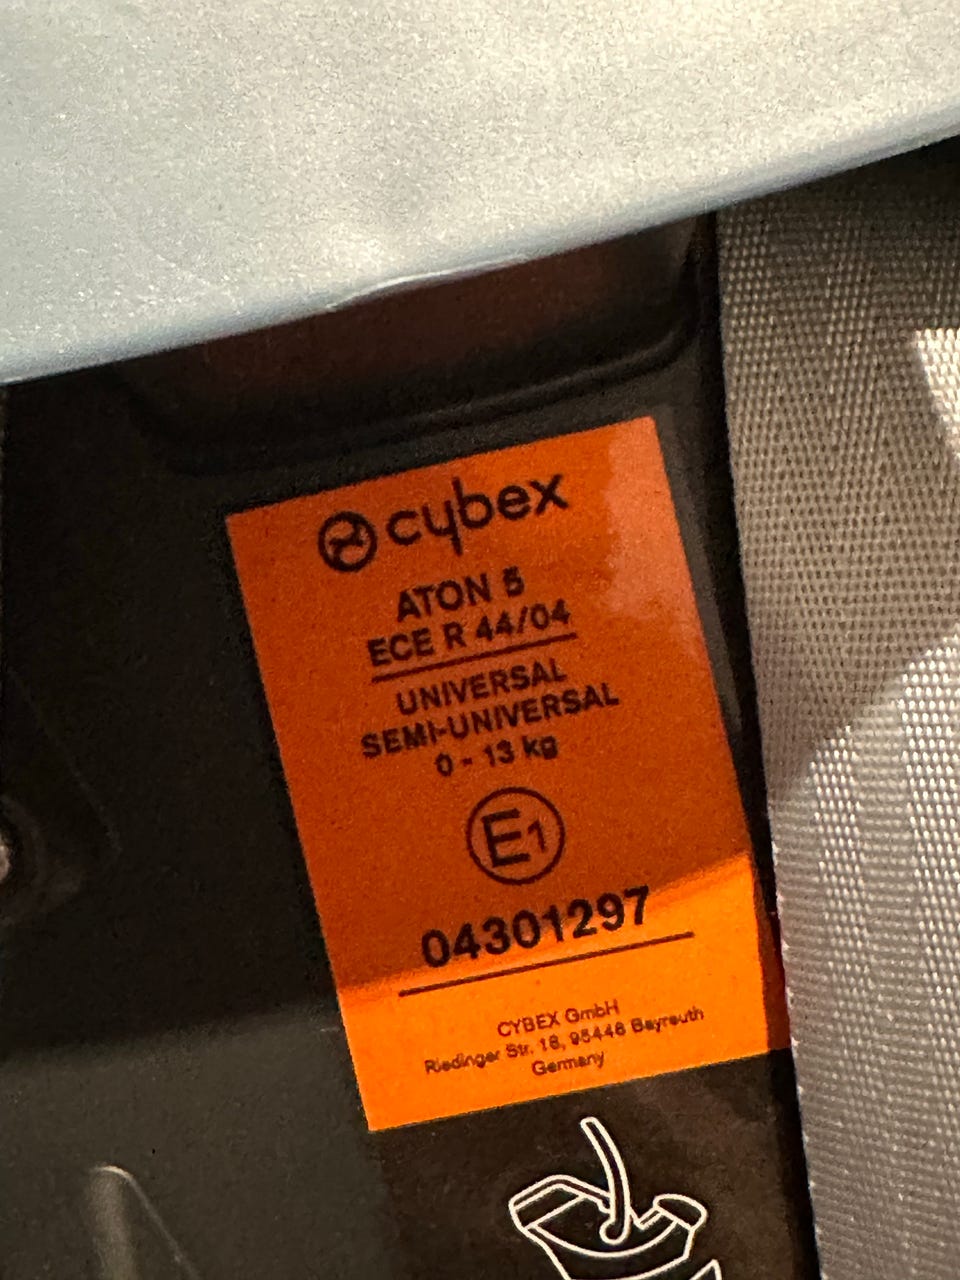 cybex
ATON 5
ECE R 44/04
UNIVERSAL
SEMI-UNIVERSAL
0 - 13 kg
E1
04301297
CYBEX GmbH
Riedinger Str. 18, 95448 Bayreuth
Germany